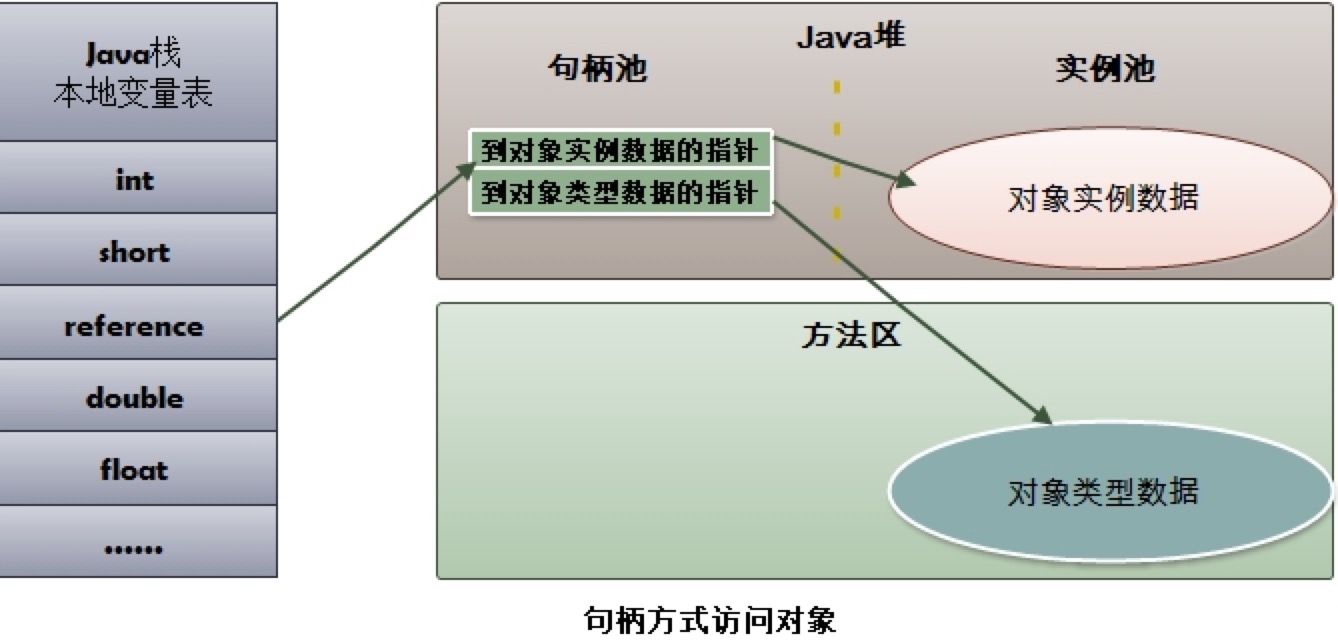 Java栈
本地变量表
int
short
reference
double
float
......
Java堆
句柄池
实例池
到对象实例数据的指针
到对象类型数据的指针
对象实例数据
方法区
对象类型数据
句柄方式访问对象